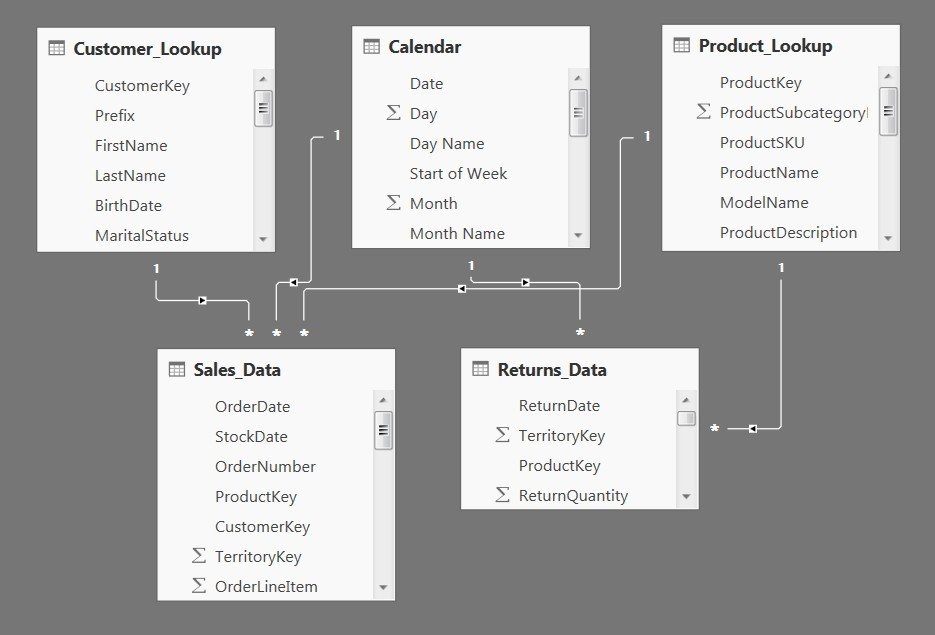 Customer_Lookup
CustomerKey
Prefix
FirstName
LastName
BirthDate
MaritalStatus
Calendar
Date
Σ Day
Day Name
Start of Week
Σ Month
Month Name
Product_Lookup
ProductKey
Σ Product​Subcategory
ProductSKU
ProductName
ModelName
ProductDescription
1
1
1
1
1
*
*
*
*
*
Sales_Data
OrderDate
StockDate
OrderNumber
ProductKey
CustomerKey
Σ TerritoryKey
Σ OrderLineItem
Returns_Data
ReturnDate
Σ TerritoryKey
ProductKey
Σ ReturnQuantity